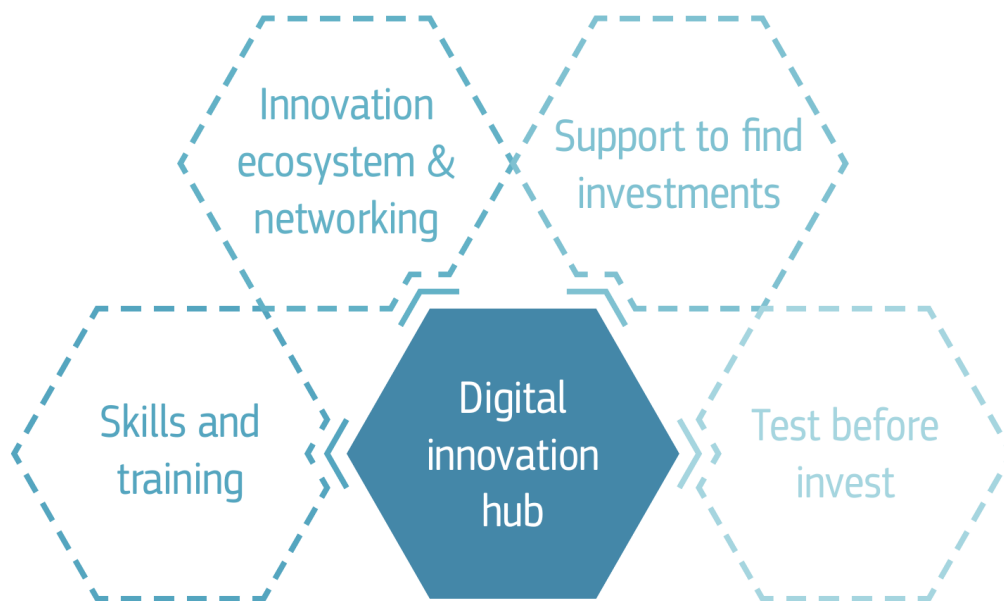 Innovation
ecosystem &
networking
Support to find
investments
Skills and
training
Digital
innovation
hub
Test before
invest